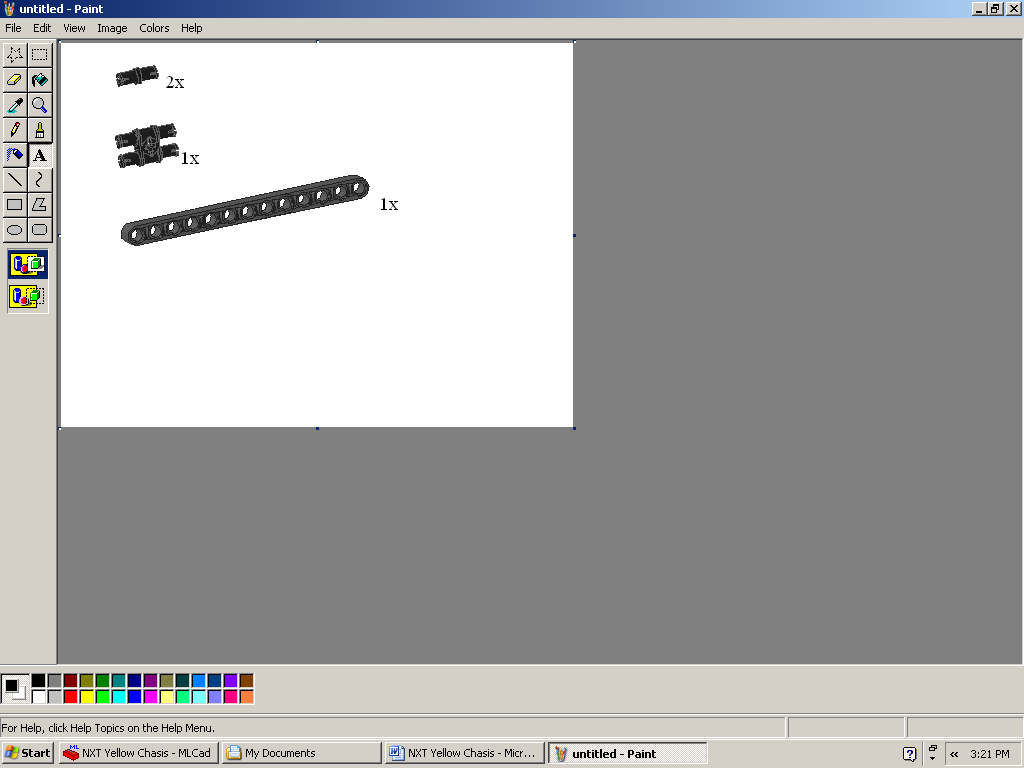 untitled - Paint
File Edit View Image Colors Help
A
2x
1x
1x
For Help, click Help Topics on the Help Menu.
Start
ML
NXT Yellow Chasis - MLCad
My Documents
NXT Yellow Chasis - Micr...
untitled - Paint
3:21 PM